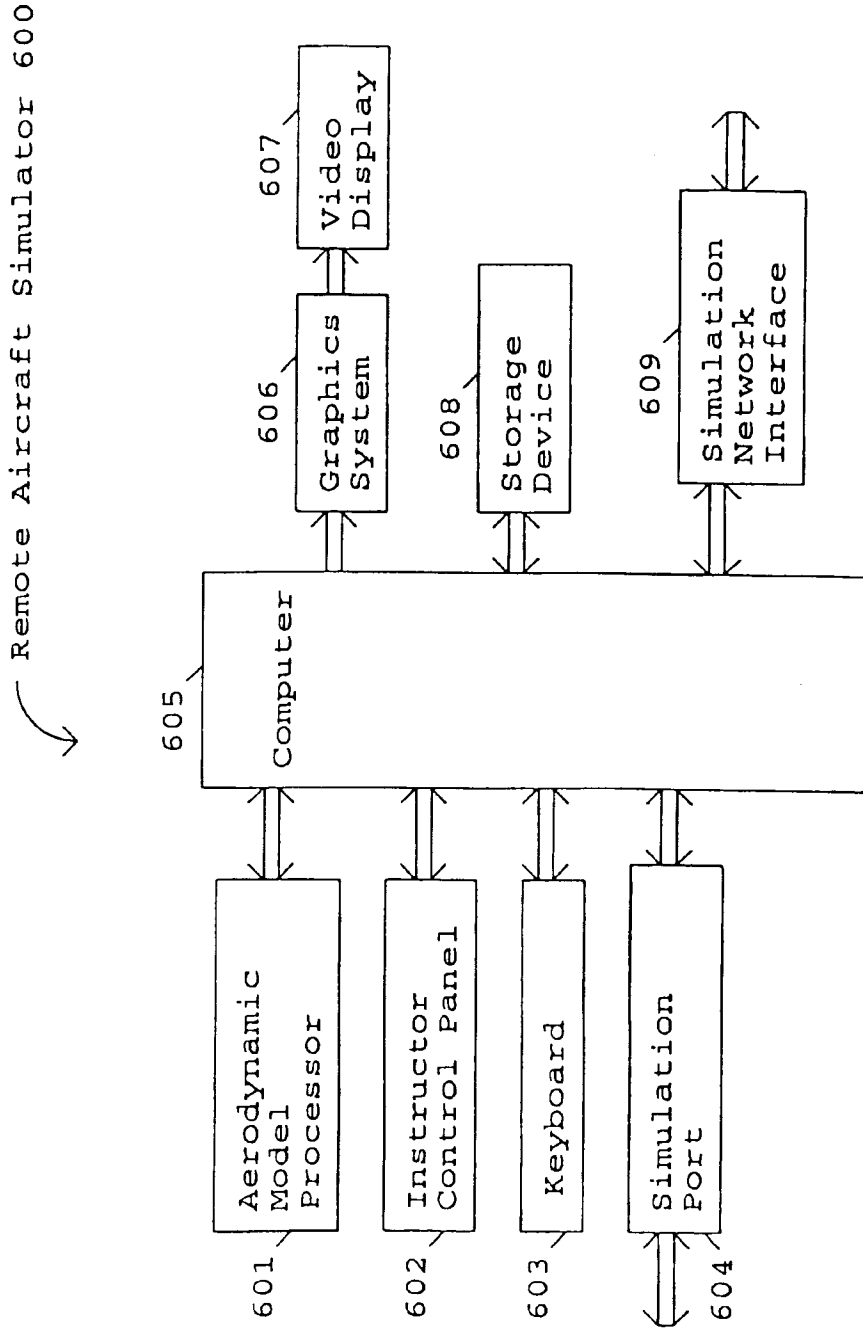 Remote Aircraft Simulator 600
601
Aerodynamic
Model
Processor
602
Instructor
Control Panel
603
Keyboard
604
Simulation
Port
605
Computer
606
Graphics
System
607
Video
Display
608
Storage
Device
609
Simulation
Network
Interface